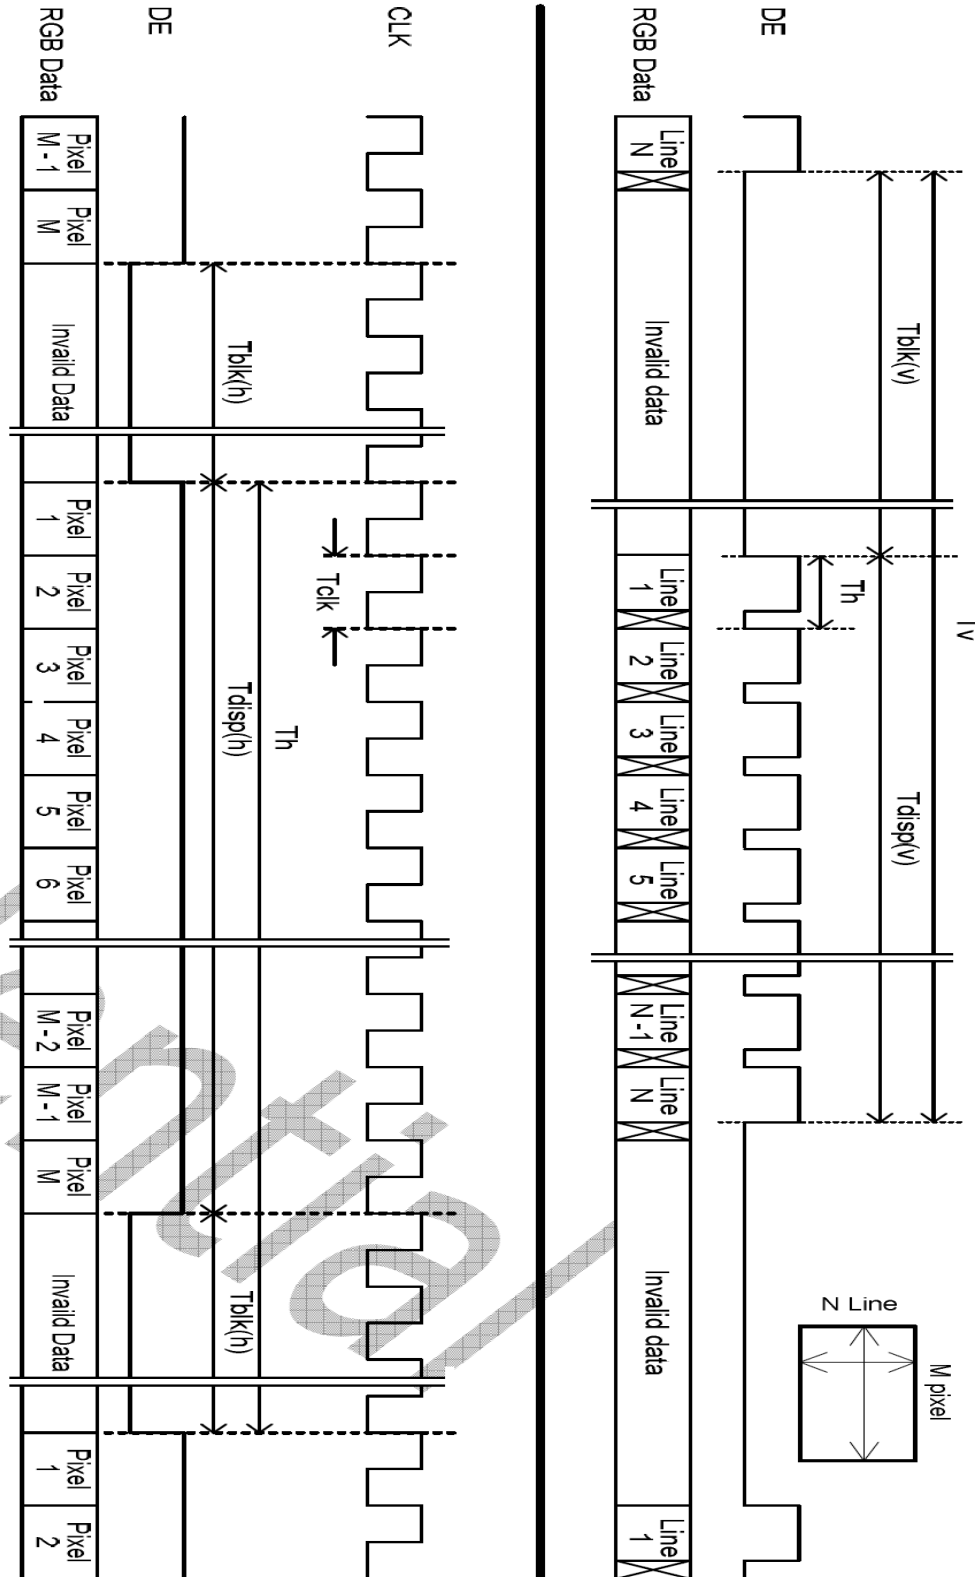 Tv
Tblk(v)
Tdisp(v)
Th
DE
RGB Data
Line N
Invalid data
Line 1
Line 2
Line 3
Line 4
Line 5
Line N-1
Line N
Invalid data
Line 1
N Line
M pixel
CLK
Tclk
Th
Tblk(h)
Tdisp(h)
Tblk(h)
DE
RGB Data
Pixel M-1
Pixel M
Invaild Data
Pixel 1
Pixel 2
Pixel 3
Pixel 4
Pixel 5
Pixel 6
Pixel M-2
Pixel M-1
Pixel M
Invaild Data
Pixel 1
Pixel 2
ential